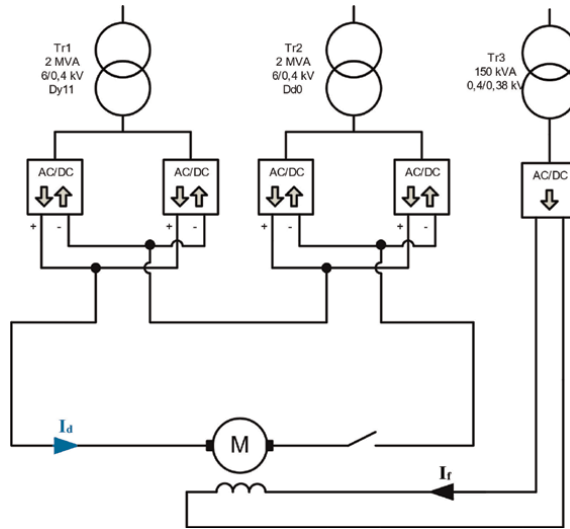 Tr1
2 MVA
6/0,4 kV
Dy11
Tr2
2 MVA
6/0,4 kV
Dd0
Tr3
150 kVA
0,4/0,38 kV
AC/DC
AC/DC
AC/DC
AC/DC
AC/DC
+ - + - + - + -
Id
M
If